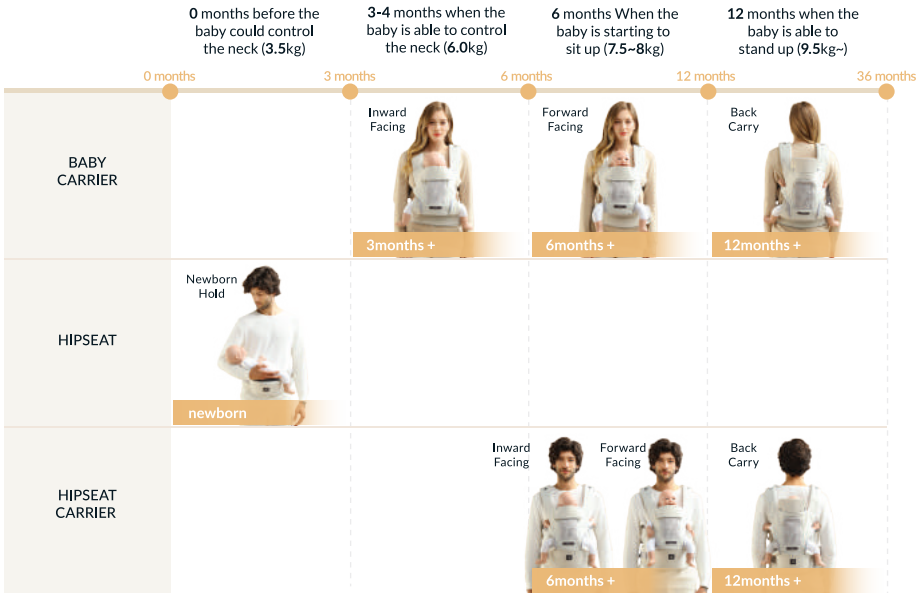 0 months before the
baby could control
the neck (3.5kg)
3-4 months when the
baby is able to control
the neck (6.0kg)
6 months When the
baby is starting to
sit up (7.5~8kg)
12 months when the
baby is able to
stand up (9.5kg~)
0 months
3 months
6 months
12 months
36 months
BABY
CARRIER
Inward
Facing
3months +
Forward
Facing
6months +
Back
Carry
12months +
HIPSEAT
Newborn
Hold
newborn
HIPSEAT
CARRIER
Inward
Facing
Forward
Facing
6months +
Back
Carry
12months +